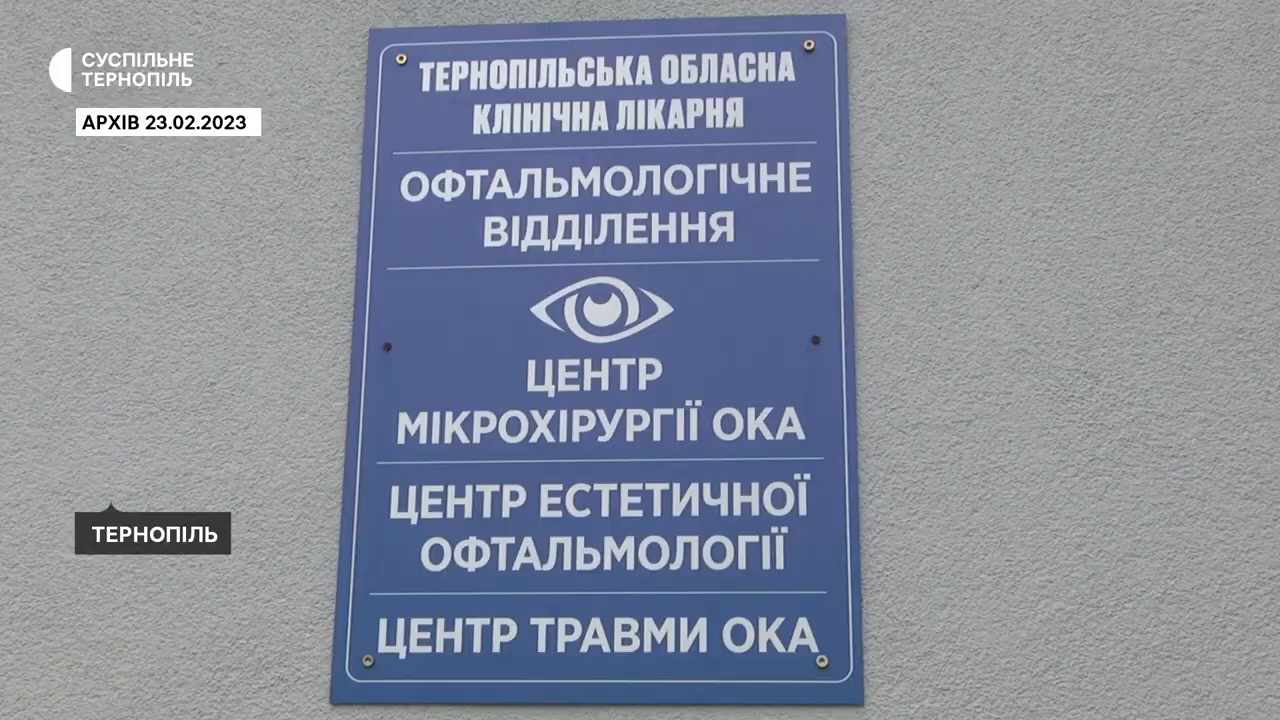 СУСПІЛЬНЕ
ТЕРНОПІЛЬ
АРХІВ 23.02.2023
ТЕРНОПІЛЬСЬКА ОБЛАСНА
КЛІНІЧНА ЛІКАРНЯ
ОФТАЛЬМОЛОГІЧНЕ
ВІДДІЛЕННЯ
ЦЕНТР
МІКРОХІРУРГІЇ ОКА
ЦЕНТР ЕСТЕТИЧНОЇ
ОФТАЛЬМОЛОГІЇ
ЦЕНТР ТРАВМИ ОКА
ТЕРНОПІЛЬ